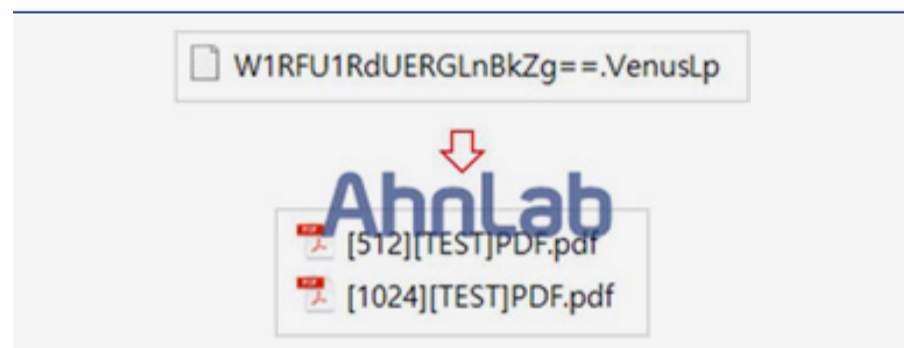 W1RFU1RdUERGLnBkZg==.VenusLp
AhnLab
[512][TEST]PDF.pdf
[1024][TEST]PDF.pdf